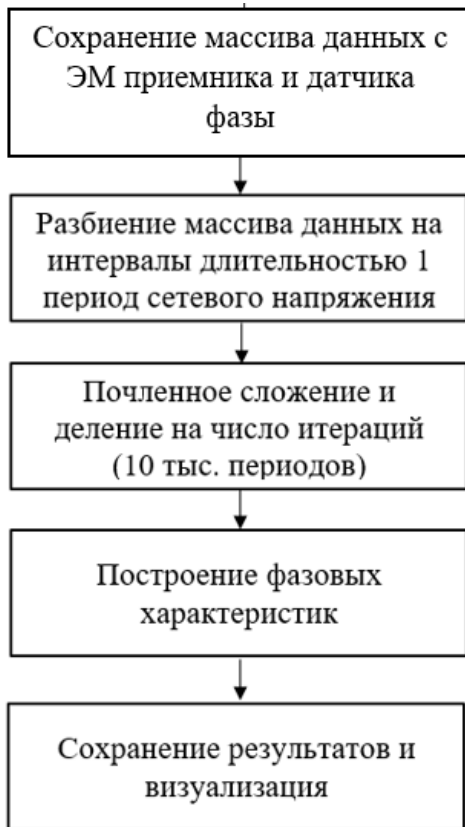 Сохранение массива данных с
ЭМ приемника и датчика
фазы
Разбиение массива данных на
интервалы длительностью 1
период сетевого напряжения
Почленное сложение и
деление на число итераций
(10 тыс. периодов)
Построение фазовых
характеристик
Сохранение результатов и
визуализация